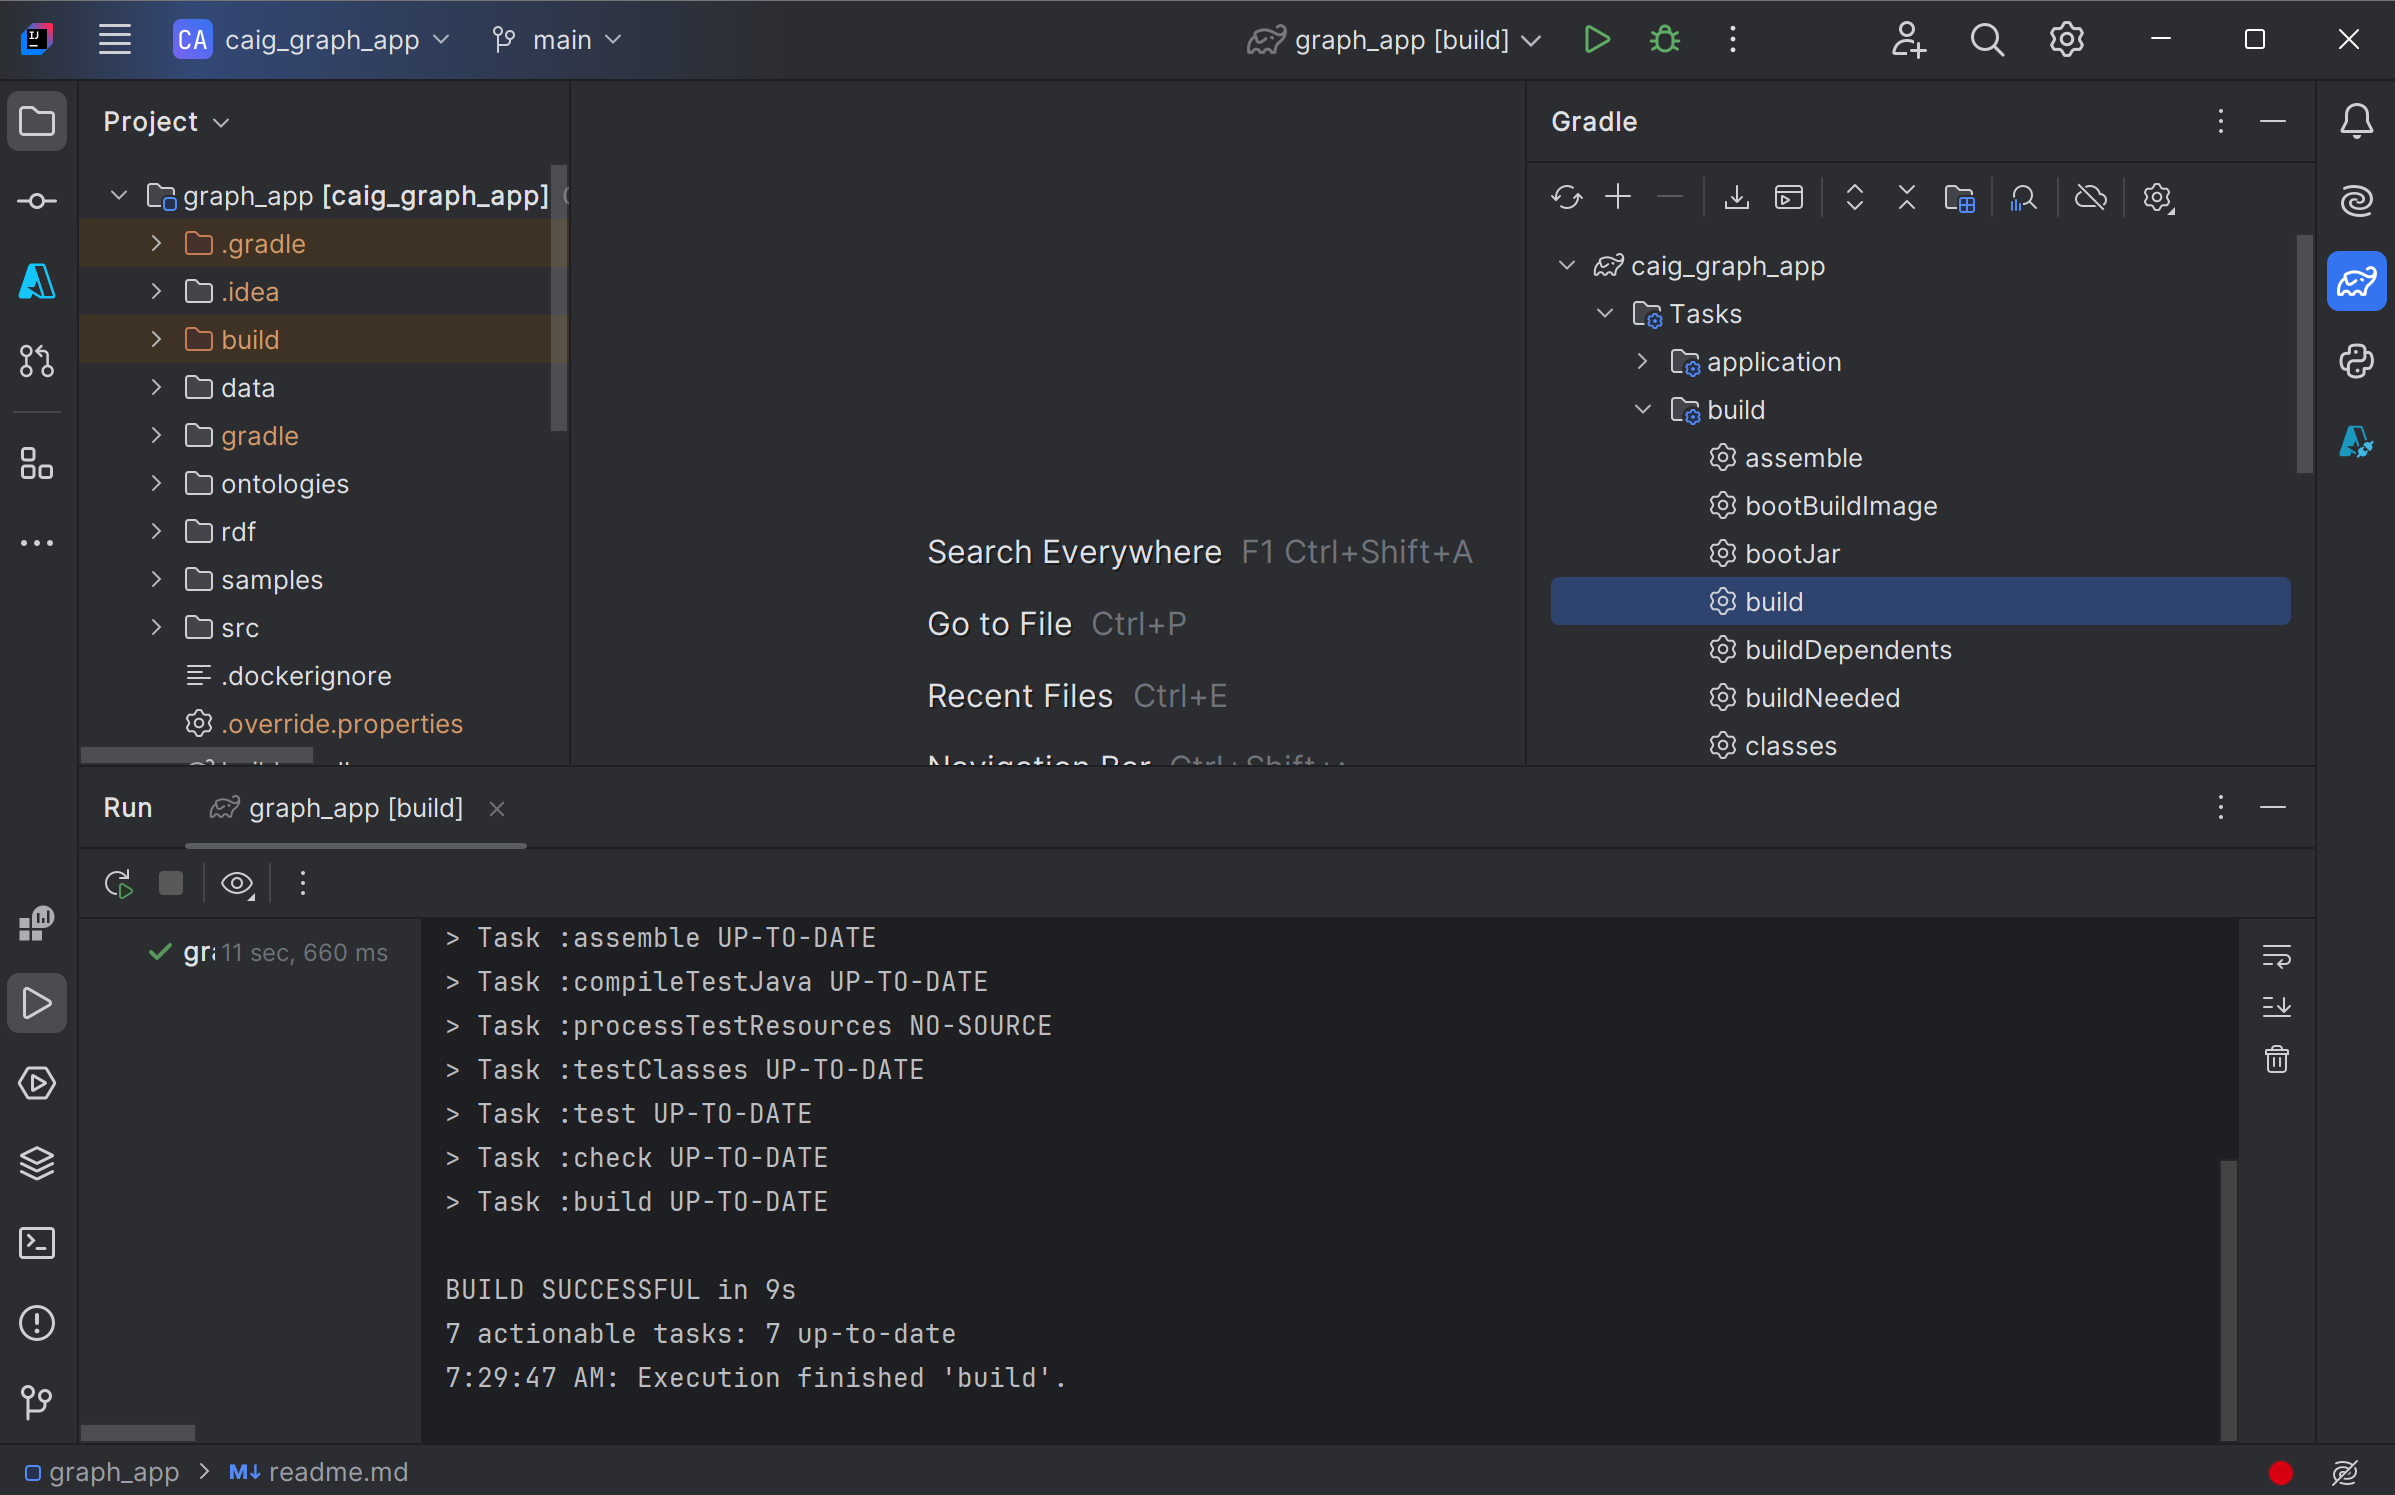 CA caig_graph_app main graph_app [build]
Project
graph_app [caig_graph_app]
.gradle
.idea
build
data
gradle
ontologies
rdf
samples
src
.dockerignore
.override.properties
Search Everywhere F1 Ctrl+Shift+A
Go to File Ctrl+P
Recent Files Ctrl+E
Navigation Bar Ctrl+Shift+
Gradle
caig_graph_app
Tasks
application
build
assemble
bootBuildImage
bootJar
build
buildDependents
buildNeeded
classes
Run graph_app [build]
gra 11 sec, 660 ms
> Task :assemble UP-TO-DATE
> Task :compileTestJava UP-TO-DATE
> Task :processTestResources NO-SOURCE
> Task :testClasses UP-TO-DATE
> Task :test UP-TO-DATE
> Task :check UP-TO-DATE
> Task :build UP-TO-DATE
BUILD SUCCESSFUL in 9s
7 actionable tasks: 7 up-to-date
7:29:47 AM: Execution finished 'build'.
graph_app > M↓ readme.md